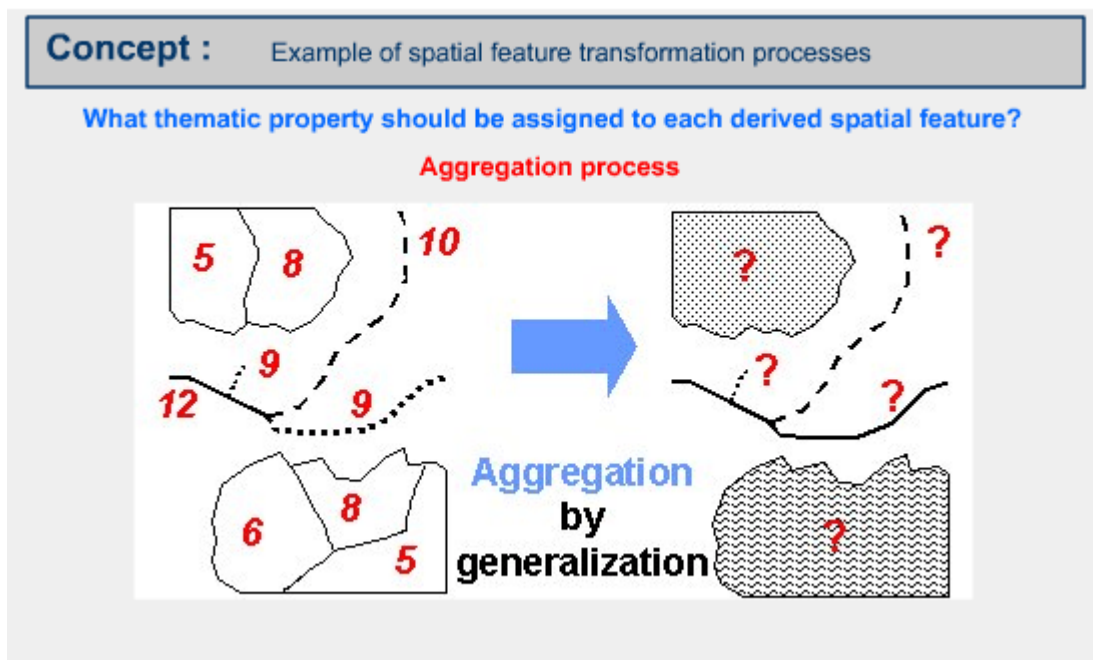 Concept : Example of spatial feature transformation processes
What thematic property should be assigned to each derived spatial feature?
Aggregation process
5 8 10 ? ?
9 ?
12 9 ?
Aggregation
by
generalization
6 8 5 ?